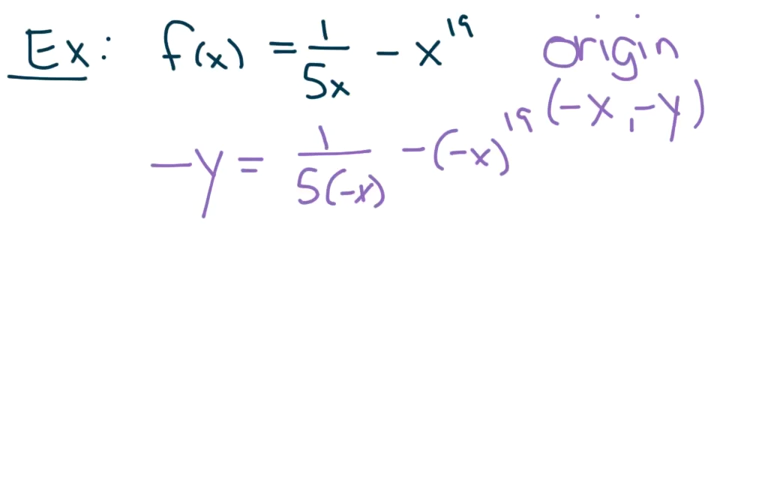 Ex: f(x) = 1/5x - x^19 origin
(-x, -y)
-y = 1/5(-x) - (-x)^19